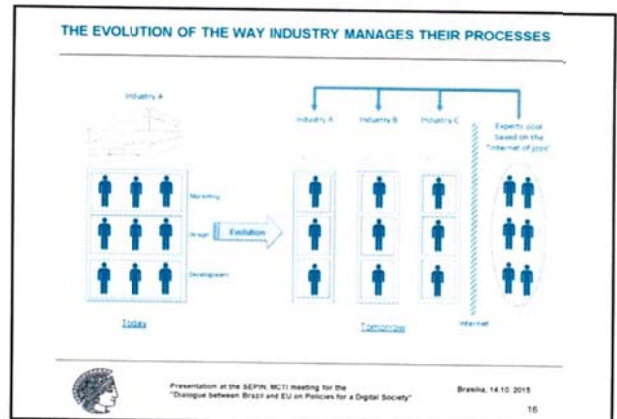 THE EVOLUTION OF THE WAY INDUSTRY MANAGES THEIR PROCESSES
Industry A
Industry A
Industry B
Industry C
Experts pool
based on the
"Internet of jobs"
Marketing
Design
Evolution
Development
Today
Tomorrow
Internet
Presentation at the SEPIN, MCTI meeting for the
"Dialogue between Brazil and EU on Policies for a Digital Society"
Brasilia, 14.10.2015
16